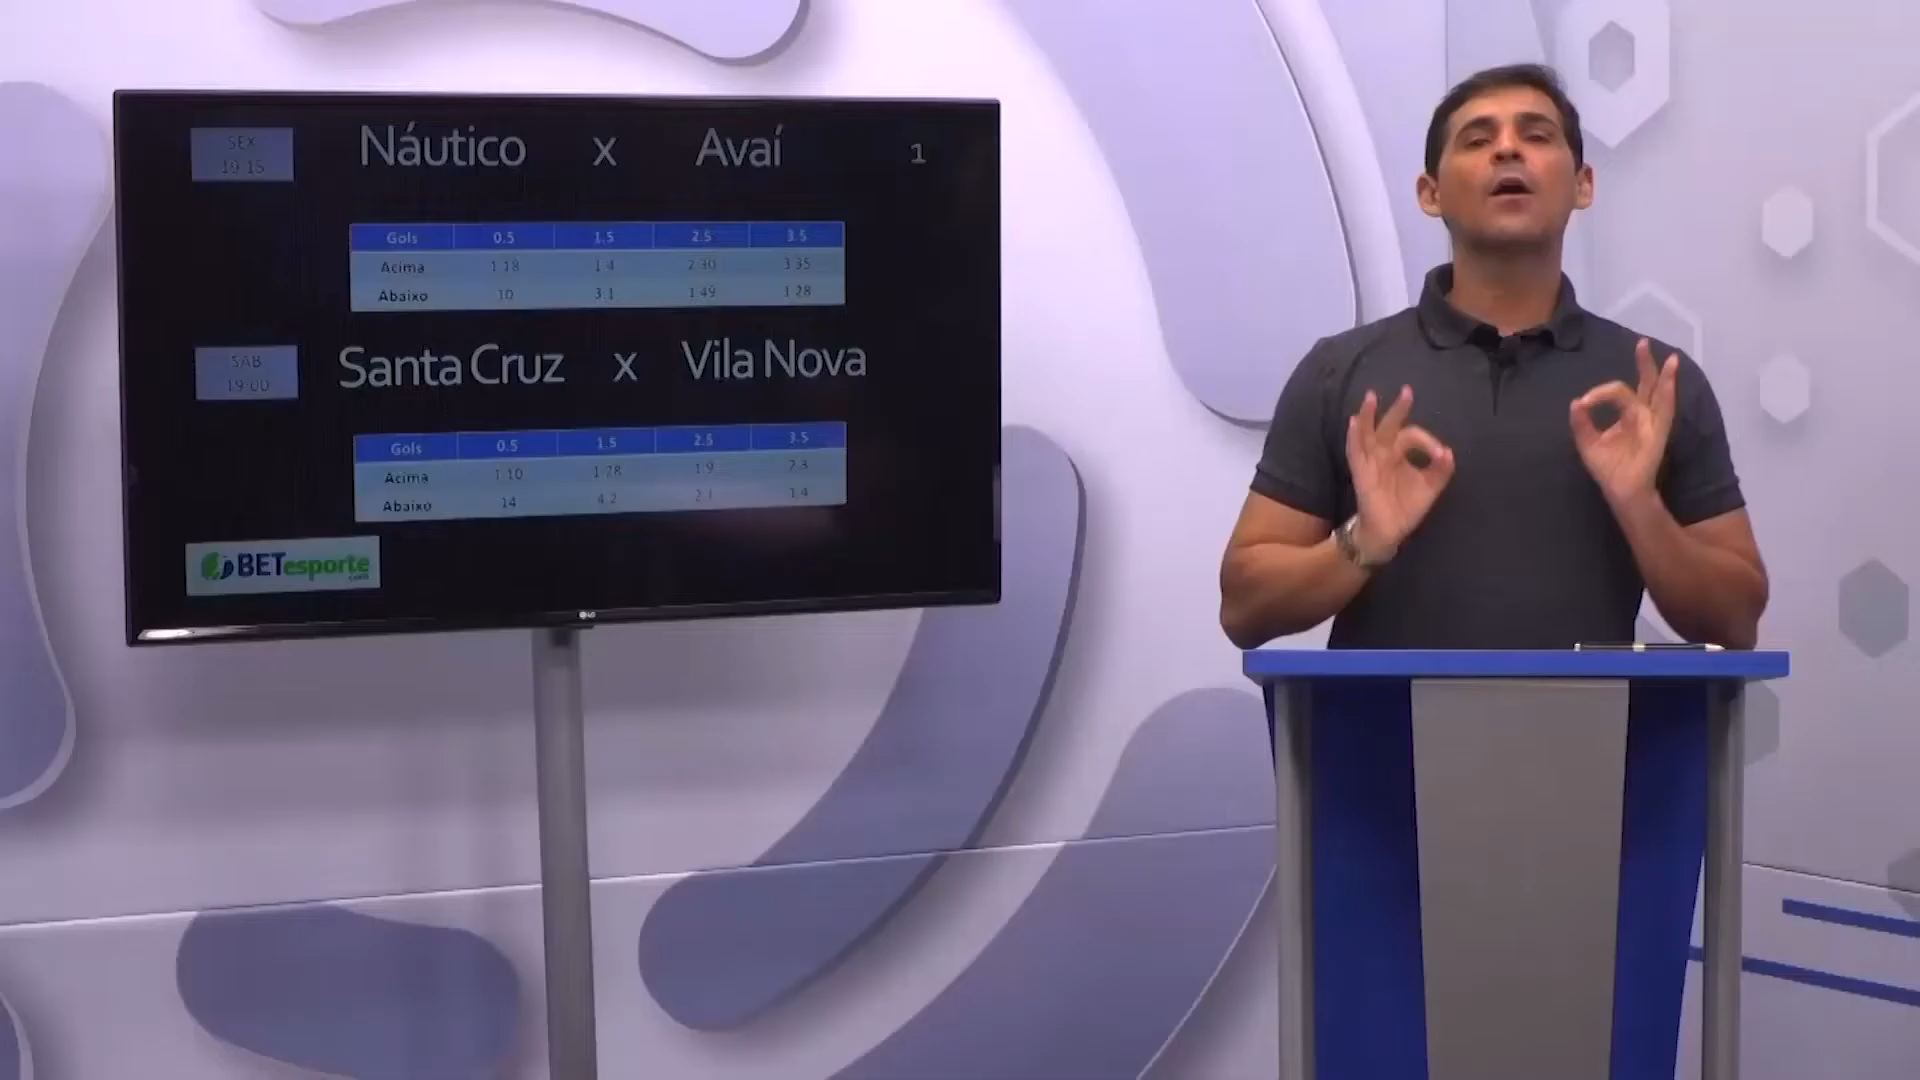 SEX
19:15
Náutico x Avaí 1
Gols 0.5 1.5 2.5 3.5
Acima 1.18 1.4 2.30 3.35
Abaixo 10 3.1 1.49 1.28
SAB
19:00
Santa Cruz x Vila Nova
Gols 0.5 1.5 2.5 3.5
Acima 1.10 1.28 1.9 2.3
Abaixo 14 4.2 2.1 1.4
BETesporte
.com
LG